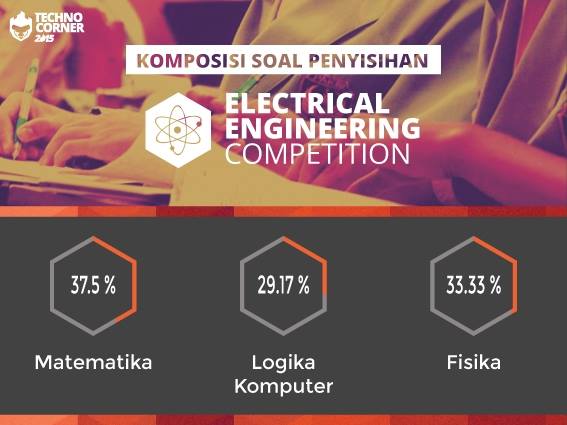 TECHNO
CORNER
2015
KOMPOSISI SOAL PENYISIHAN
ELECTRICAL
ENGINEERING
COMPETITION
37.5 %
29.17 %
33.33 %
Matematika
Logika
Komputer
Fisika